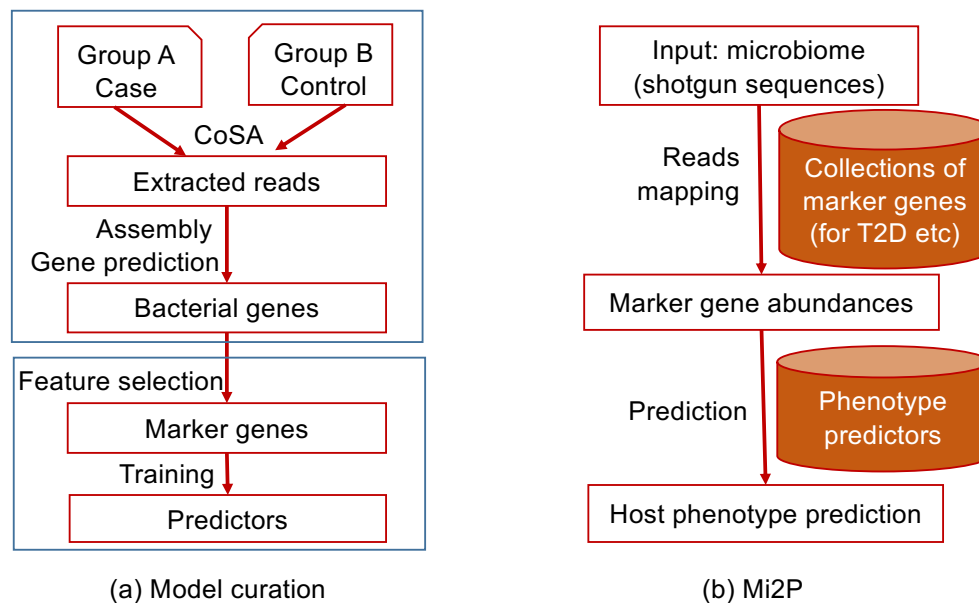 Group A
Case
Group B
Control
CoSA
Extracted reads
Assembly
Gene prediction
Bacterial genes
Feature selection
Marker genes
Training
Predictors
(a) Model curation
Input: microbiome
(shotgun sequences)
Reads
mapping
Collections of
marker genes
(for T2D etc)
Marker gene abundances
Prediction
Phenotype
predictors
Host phenotype prediction
(b) Mi2P